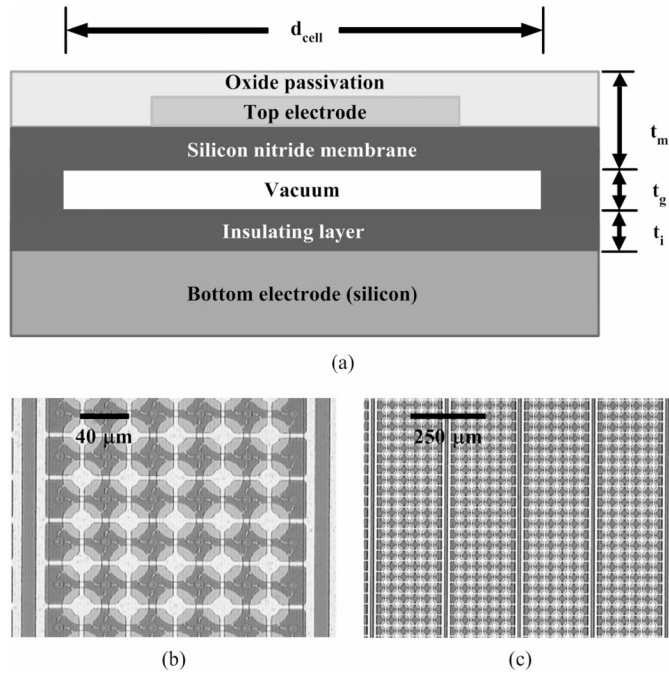 d_cell
Oxide passivation
Top electrode
Silicon nitride membrane
t_m
Vacuum
t_g
Insulating layer
t_i
Bottom electrode (silicon)
(a)
40 μm
250 μm
(b)
(c)